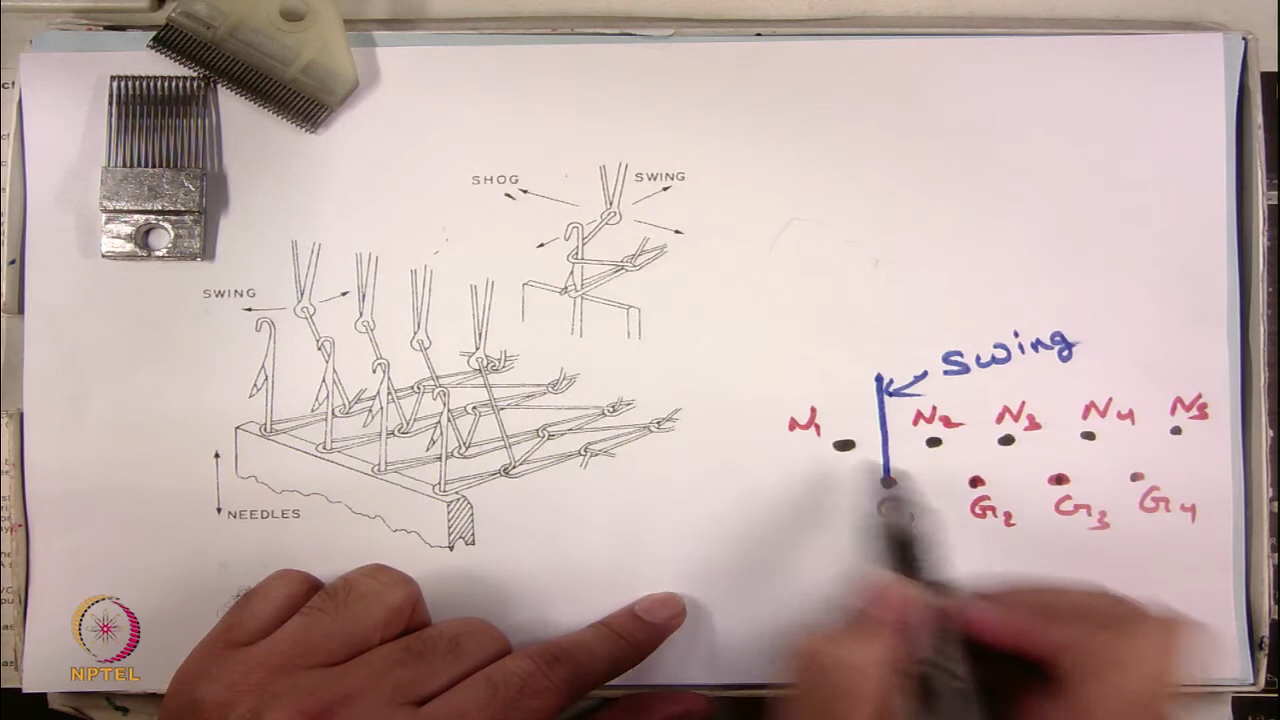 SHOG
SWING
SWING
NEEDLES
Swing
N1 N2 N3 N4 N5
G2 G3 G4
NPTEL